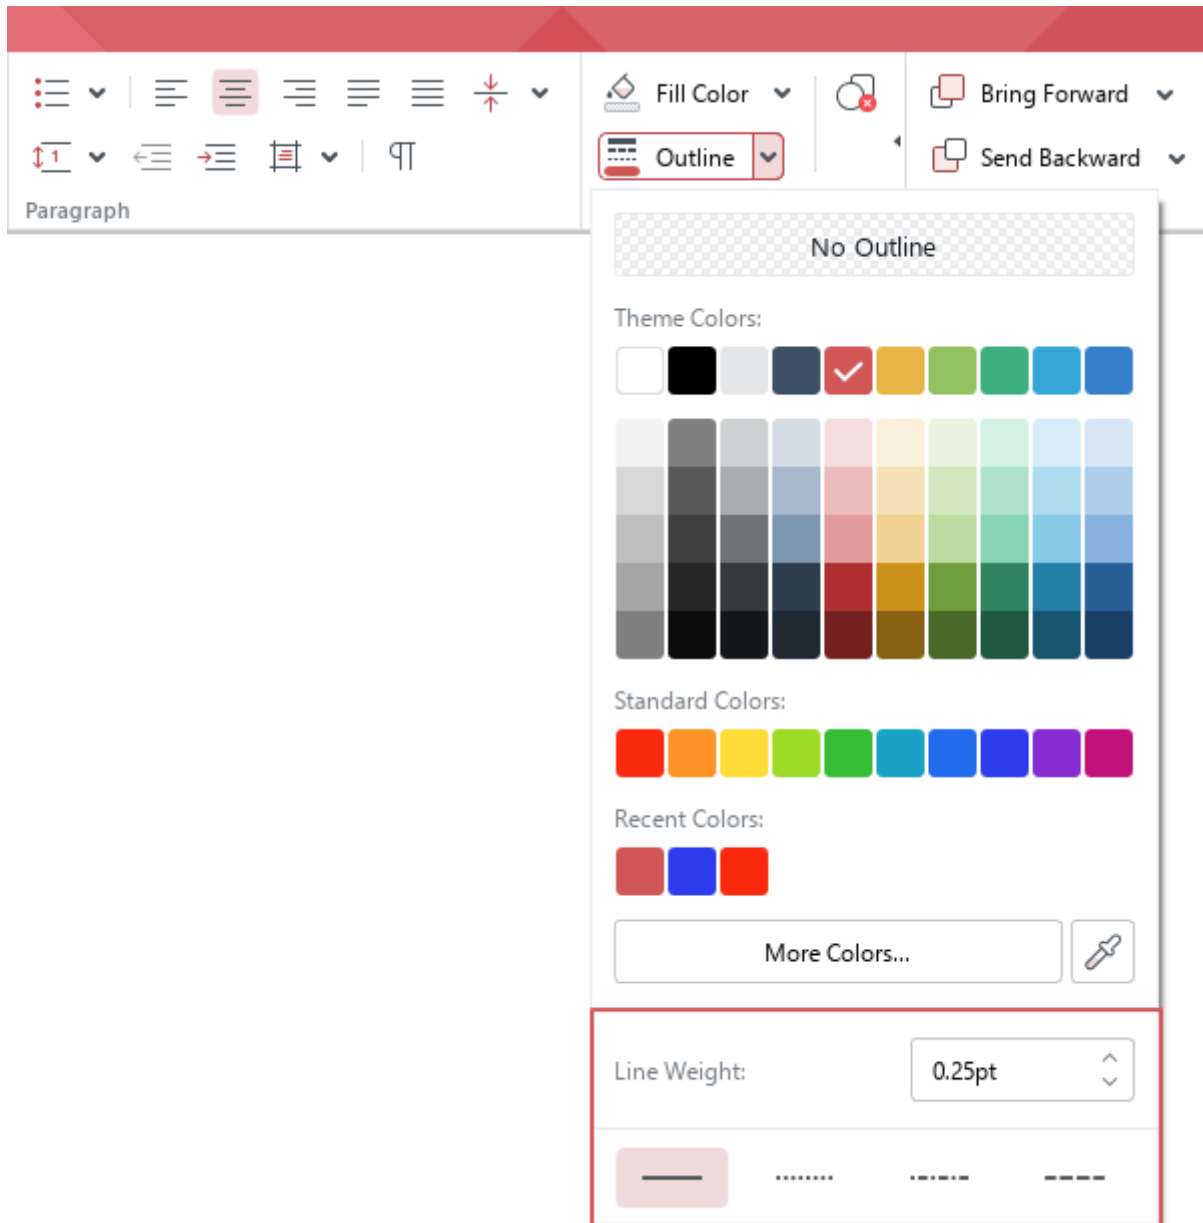 Fill Color
Bring Forward
1
Outline
Send Backward
Paragraph
No Outline
Theme Colors:
Standard Colors:
Recent Colors:
More Colors...
Line Weight:
0.25pt